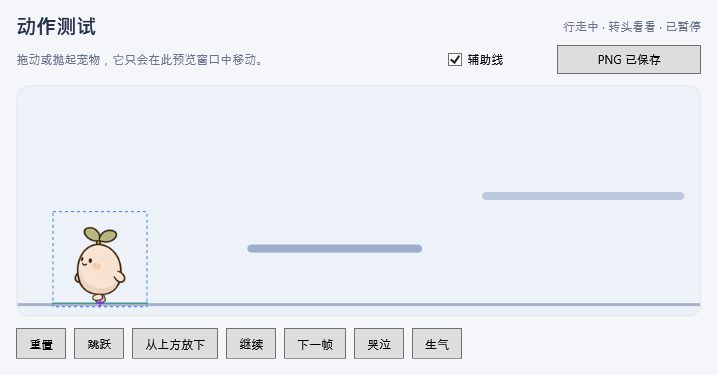 动作测试
行走中 · 转头看看 · 已暂停
拖动或抛起宠物，它只会在此预览窗口中移动。
辅助线
PNG 已保存
重置 跳跃 从上方放下 继续 下一帧 哭泣 生气